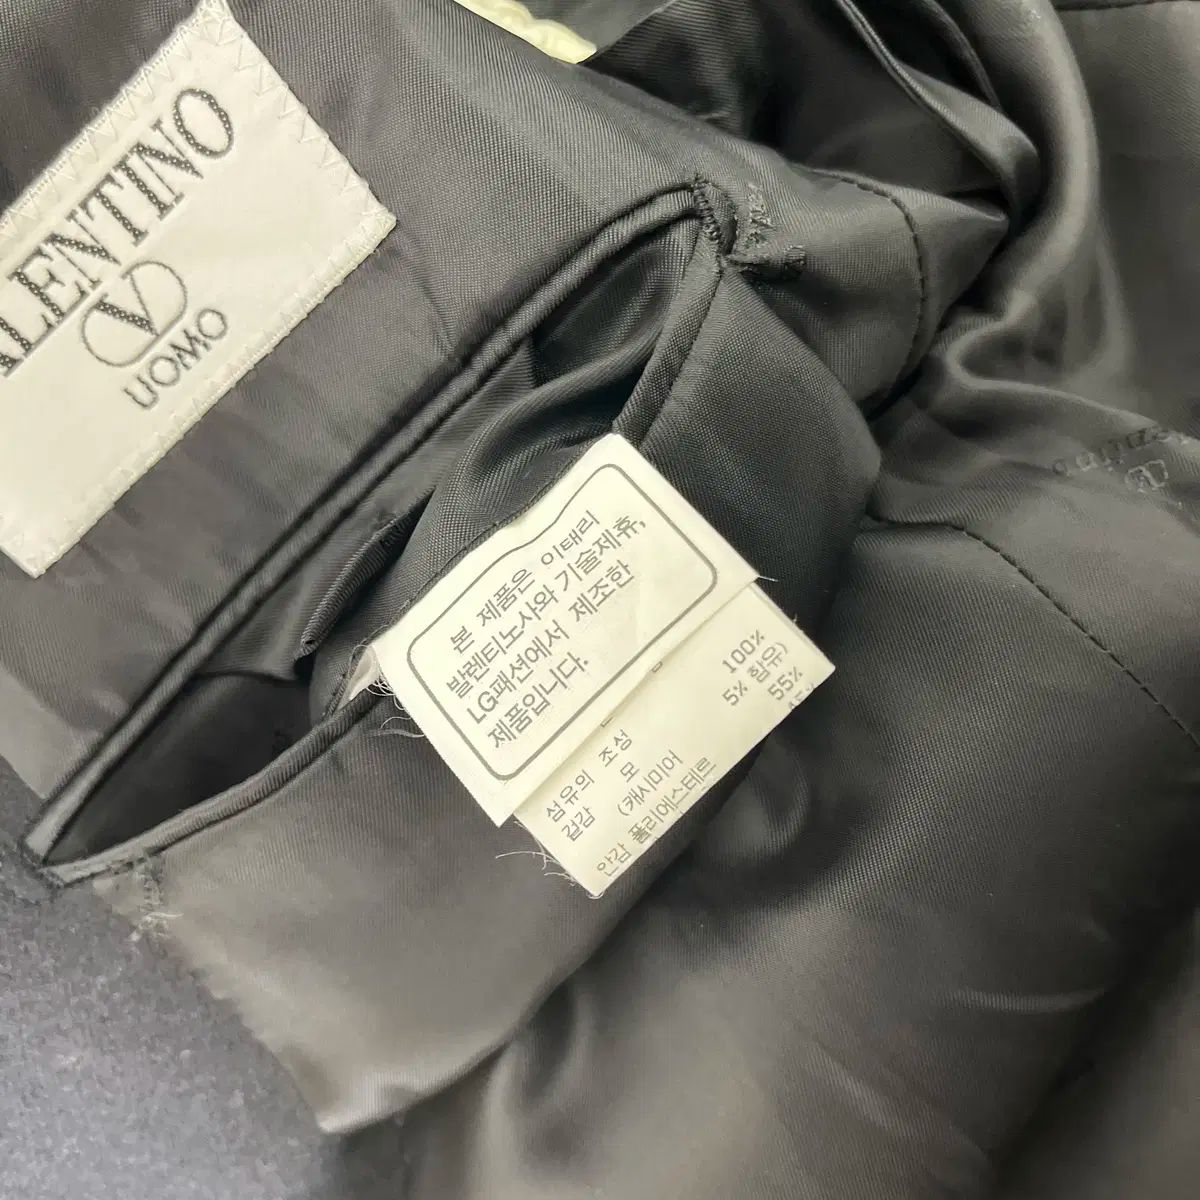 ALENTINO
V
UOMO
본 제품은 이태리
발렌티노사와 기술제휴,
LG패션에서 제조한
제품입니다.
섬유의 조성
겉감 모 100%
(캐시미어 5% 함유)
안감 폴리에스테르 55%